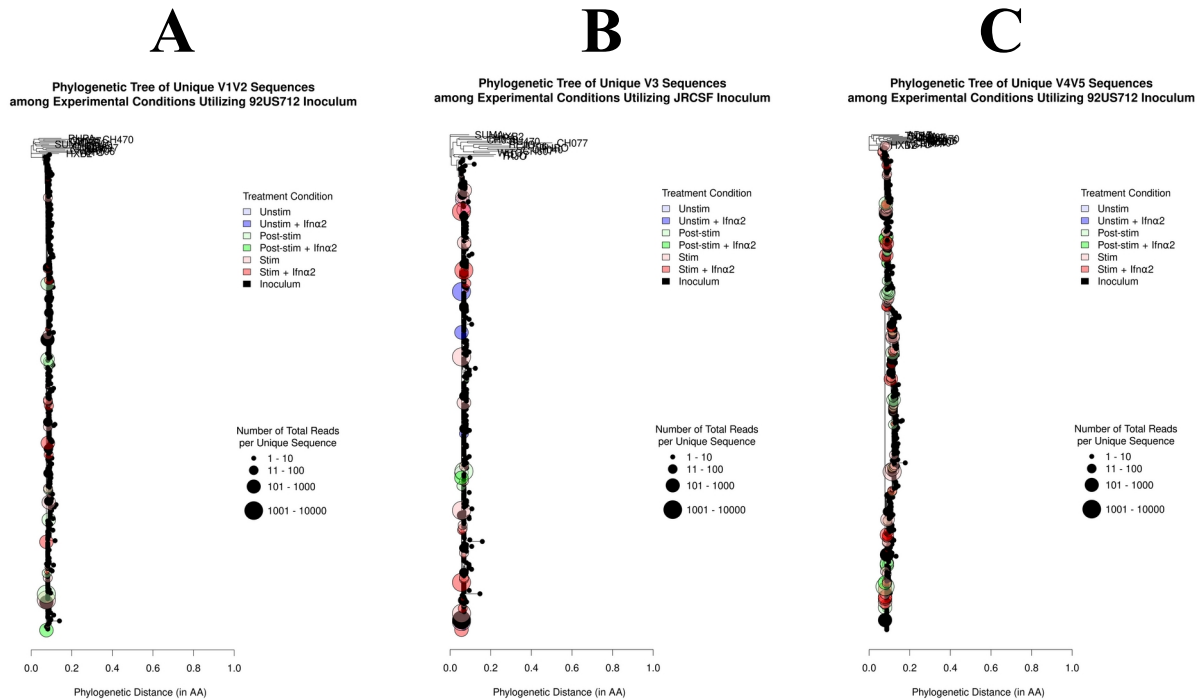 A
B
C
Phylogenetic Tree of Unique V1V2 Sequences
among Experimental Conditions Utilizing 92US712 Inoculum
CH470
HXB2
Treatment Condition
Unstim
Unstim + Ifnα2
Post-stim
Post-stim + Ifnα2
Stim
Stim + Ifnα2
Inoculum
Number of Total Reads
per Unique Sequence
1 - 10
11 - 100
101 - 1000
1001 - 10000
0.0 0.2 0.4 0.6 0.8 1.0
Phylogenetic Distance (in AA)
Phylogenetic Tree of Unique V3 Sequences
among Experimental Conditions Utilizing JRCSF Inoculum
SUMA
CH077
Treatment Condition
Unstim
Unstim + Ifnα2
Post-stim
Post-stim + Ifnα2
Stim
Stim + Ifnα2
Inoculum
Number of Total Reads
per Unique Sequence
1 - 10
11 - 100
101 - 1000
1001 - 10000
0.0 0.2 0.4 0.6 0.8 1.0
Phylogenetic Distance (in AA)
Phylogenetic Tree of Unique V4V5 Sequences
among Experimental Conditions Utilizing 92US712 Inoculum
HXB2
Treatment Condition
Unstim
Unstim + Ifnα2
Post-stim
Post-stim + Ifnα2
Stim
Stim + Ifnα2
Inoculum
Number of Total Reads
per Unique Sequence
1 - 10
11 - 100
101 - 1000
1001 - 10000
0.0 0.2 0.4 0.6 0.8 1.0
Phylogenetic Distance (in AA)